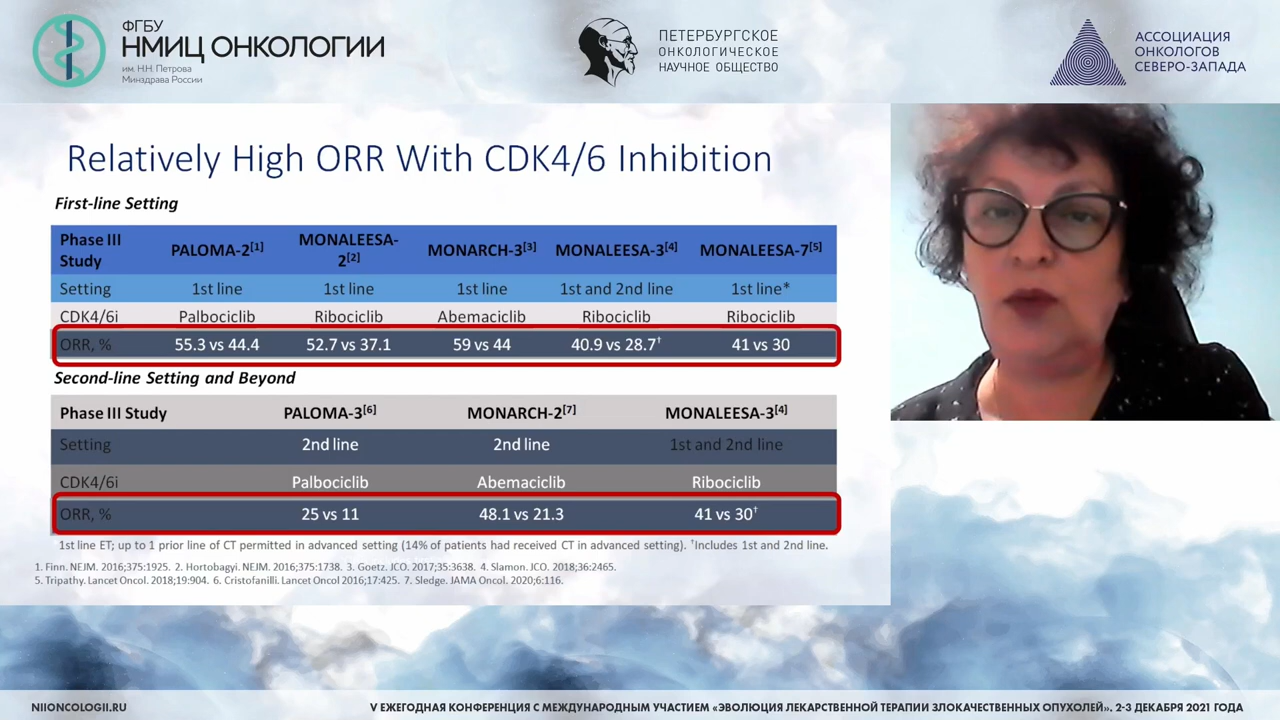 ФГБУ
НМИЦ ОНКОЛОГИИ
им. Н.Н. Петрова
Минздрава России
ПЕТЕРБУРГСКОЕ
ОНКОЛОГИЧЕСКОЕ
НАУЧНОЕ ОБЩЕСТВО
АССОЦИАЦИЯ
ОНКОЛОГОВ
СЕВЕРО-ЗАПАДА
Relatively High ORR With CDK4/6 Inhibition
First-line Setting
Phase III Study PALOMA-2[1] MONALEESA-2[2] MONARCH-3[3] MONALEESA-3[4] MONALEESA-7[5]
Setting 1st line 1st line 1st line 1st and 2nd line 1st line*
CDK4/6i Palbociclib Ribociclib Abemaciclib Ribociclib Ribociclib
ORR, % 55.3 vs 44.4 52.7 vs 37.1 59 vs 44 40.9 vs 28.7† 41 vs 30
Second-line Setting and Beyond
Phase III Study PALOMA-3[6] MONARCH-2[7] MONALEESA-3[4]
Setting 2nd line 2nd line 1st and 2nd line
CDK4/6i Palbociclib Abemaciclib Ribociclib
ORR, % 25 vs 11 48.1 vs 21.3 41 vs 30†
1st line ET; up to 1 prior line of CT permitted in advanced setting (14% of patients had received CT in advanced setting). †Includes 1st and 2nd line.
1. Finn. NEJM. 2016;375:1925. 2. Hortobagyi. NEJM. 2016;375:1738. 3. Goetz. JCO. 2017;35:3638. 4. Slamon. JCO. 2018;36:2465.
5. Tripathy. Lancet Oncol. 2018;19:904. 6. Cristofanilli. Lancet Oncol 2016;17:425. 7. Sledge. JAMA Oncol. 2020;6:116.
NIIONCOLOGII.RU
V ЕЖЕГОДНАЯ КОНФЕРЕНЦИЯ С МЕЖДУНАРОДНЫМ УЧАСТИЕМ «ЭВОЛЮЦИЯ ЛЕКАРСТВЕННОЙ ТЕРАПИИ ЗЛОКАЧЕСТВЕННЫХ ОПУХОЛЕЙ». 2-3 ДЕКАБРЯ 2021 ГОДА